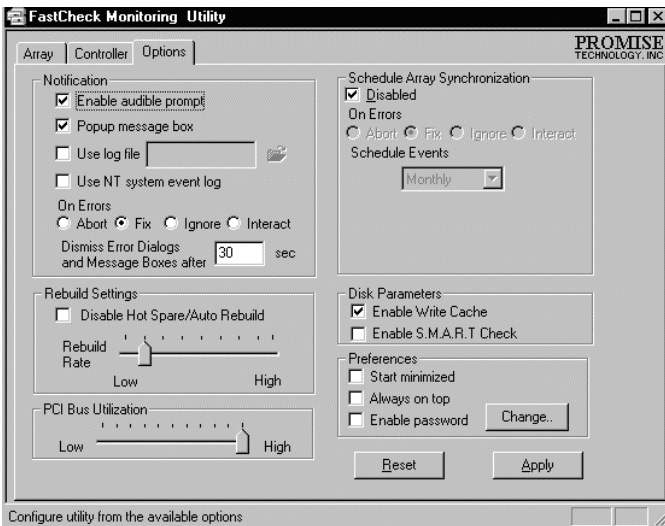 FastCheck Monitoring Utility
Array
Controller
Options
PROMISE
TECHNOLOGY, INC
Notification
Enable audible prompt
Popup message box
Use log file
Use NT system event log
On Errors
Abort Fix Ignore Interact
Dismiss Error Dialogs
and Message Boxes after 30 sec
Rebuild Settings
Disable Hot Spare/Auto Rebuild
Rebuild
Rate
Low High
PCI Bus Utilization
Low High
Schedule Array Synchronization
Disabled
On Errors
Abort Fix Ignore Interact
Schedule Events
Monthly
Disk Parameters
Enable Write Cache
Enable S.M.A.R.T Check
Preferences
Start minimized
Always on top
Enable password
Change..
Reset
Apply
Configure utility from the available options